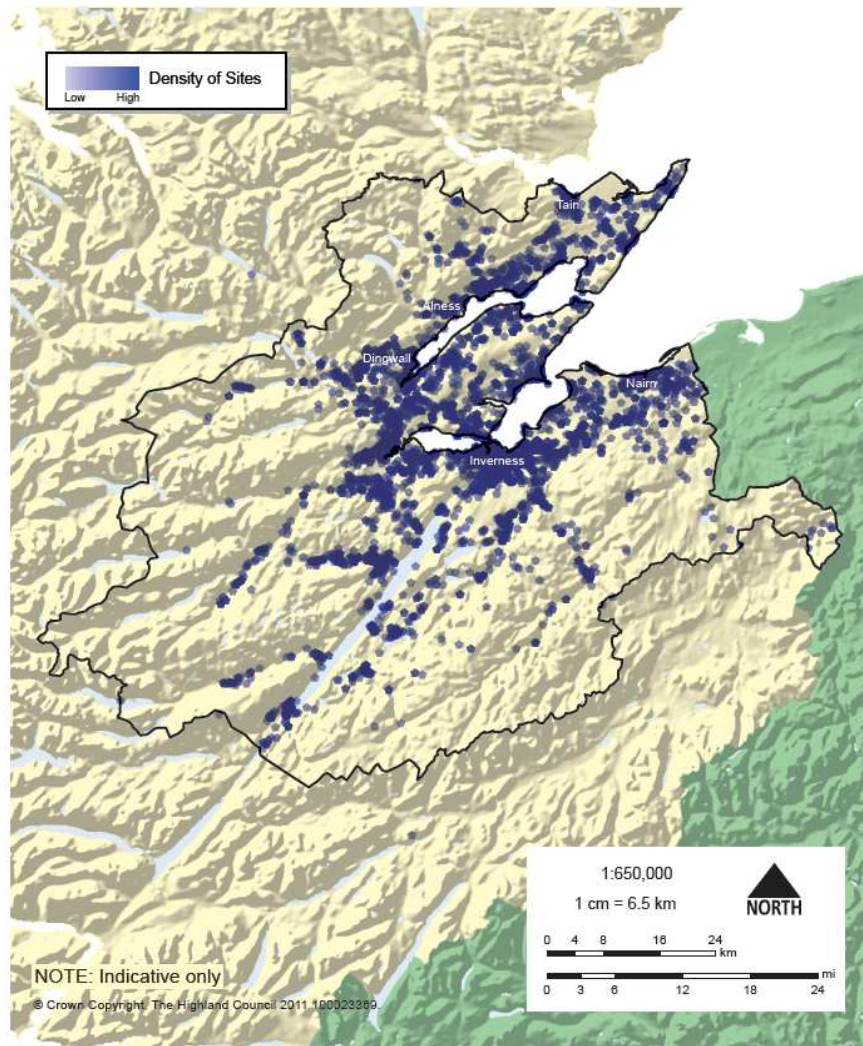 Density of Sites
Low High
Tain
Alness
Dingwall
Nairn
Inverness
1:650,000
1 cm = 6.5 km
NORTH
0 4 8 16 24
km
mi
0 3 6 12 18 24
NOTE: Indicative only
© Crown Copyright. The Highland Council 2011 100023369.